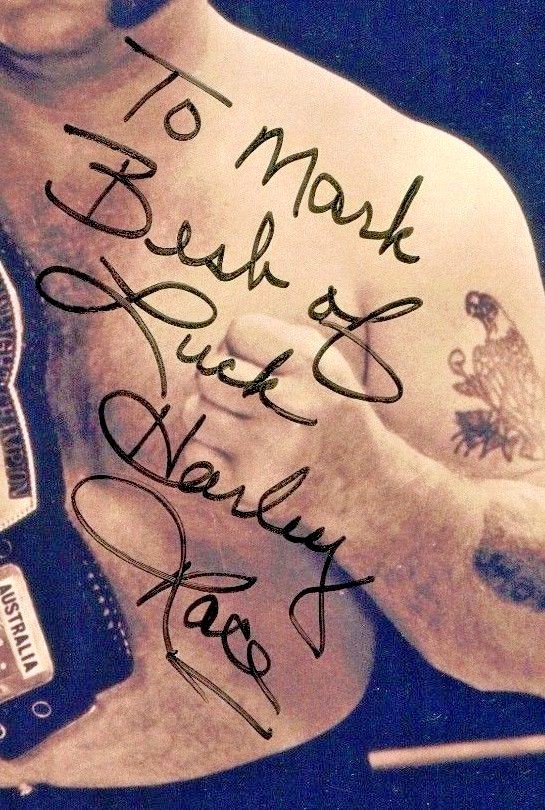 To Mark
Best of
Luck
Harley
Race
AUSTRALIA